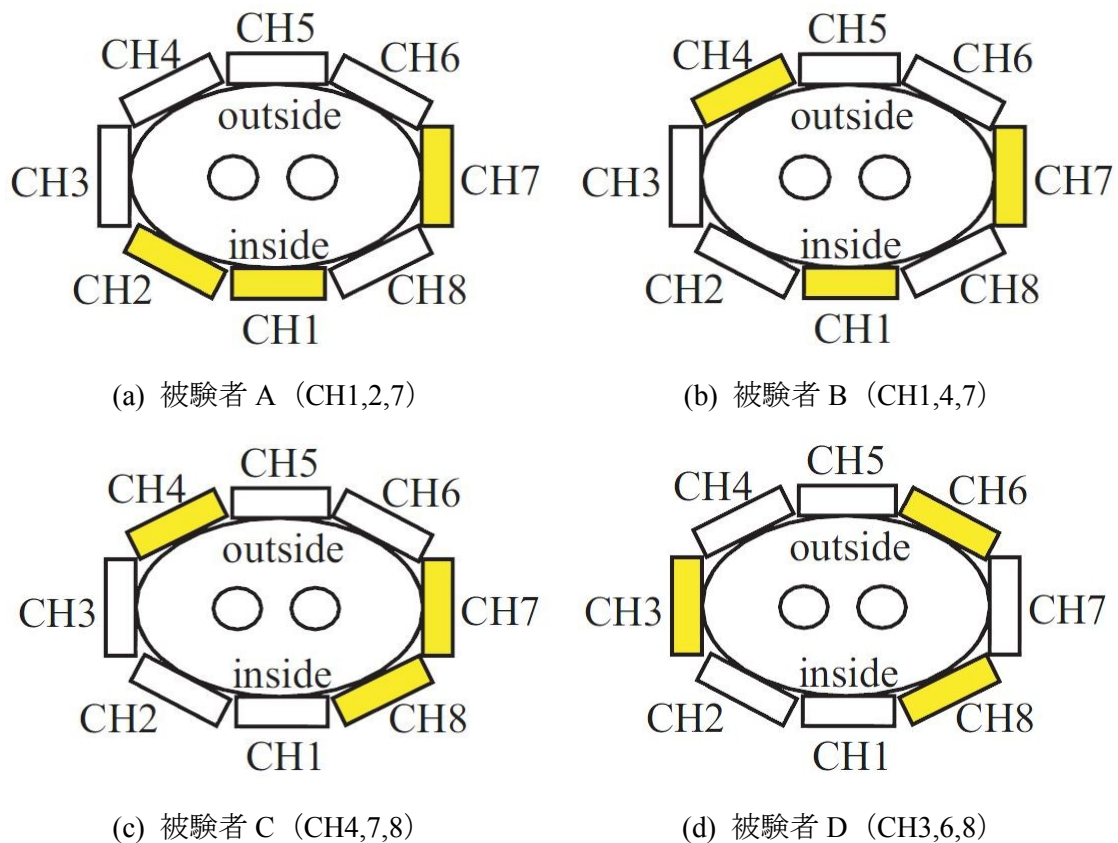 CH5
CH4
CH6
outside
CH3
CH7
inside
CH2
CH8
CH1
(a) 被験者 A（CH1,2,7）
CH5
CH4
CH6
outside
CH3
CH7
inside
CH2
CH8
CH1
(b) 被験者 B（CH1,4,7）
CH5
CH4
CH6
outside
CH3
CH7
inside
CH2
CH8
CH1
(c) 被験者 C（CH4,7,8）
CH5
CH4
CH6
outside
CH3
CH7
inside
CH2
CH8
CH1
(d) 被験者 D（CH3,6,8）